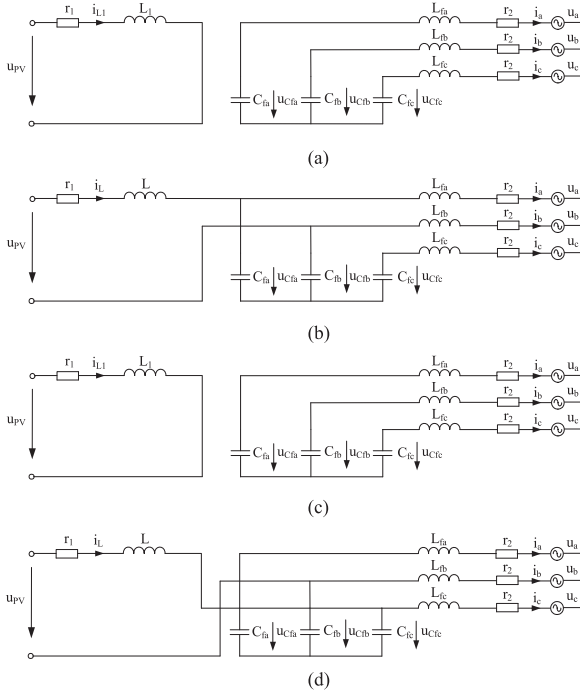 r1 iL1 L1 Lfa r2 ia ua
Lfb r2 ib ub
uPV Lfc r2 ic uc
Cfa uCfa Cfb uCfb Cfc uCfc
(a)
r1 iL L Lfa r2 ia ua
Lfb r2 ib ub
uPV Lfc r2 ic uc
Cfa uCfa Cfb uCfb Cfc uCfc
(b)
r1 iL1 L1 Lfa r2 ia ua
Lfb r2 ib ub
uPV Lfc r2 ic uc
Cfa uCfa Cfb uCfb Cfc uCfc
(c)
r1 iL L Lfa r2 ia ua
Lfb r2 ib ub
uPV Lfc r2 ic uc
Cfa uCfa Cfb uCfb Cfc uCfc
(d)